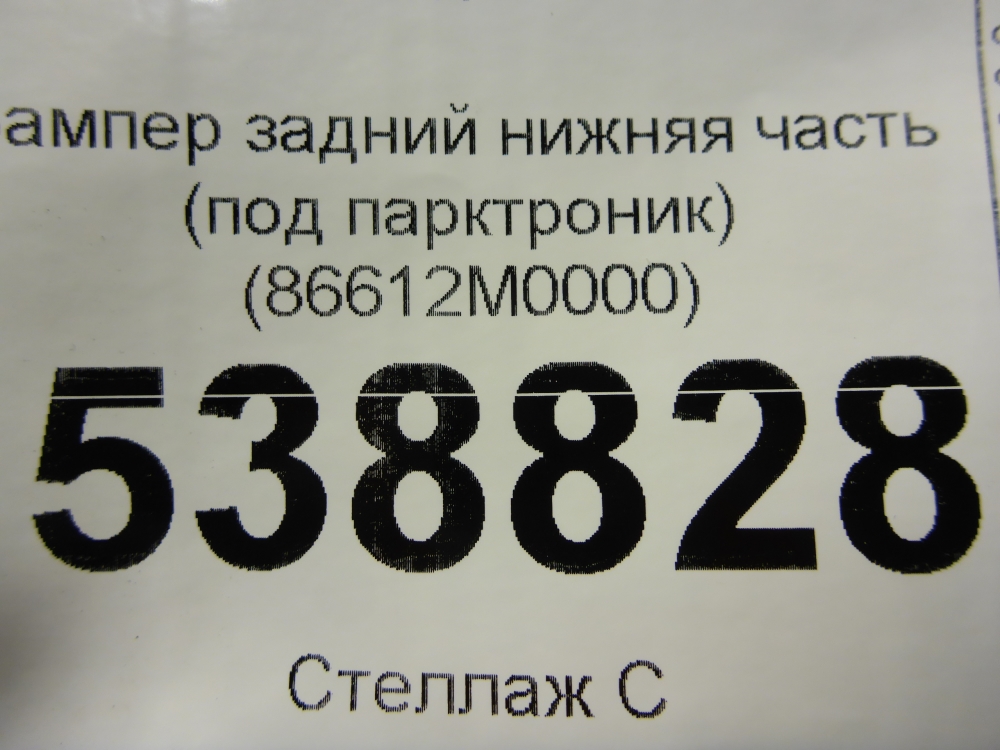 ампер задний нижняя часть
(под парктроник)
(86612M0000)
538828
Стеллаж С